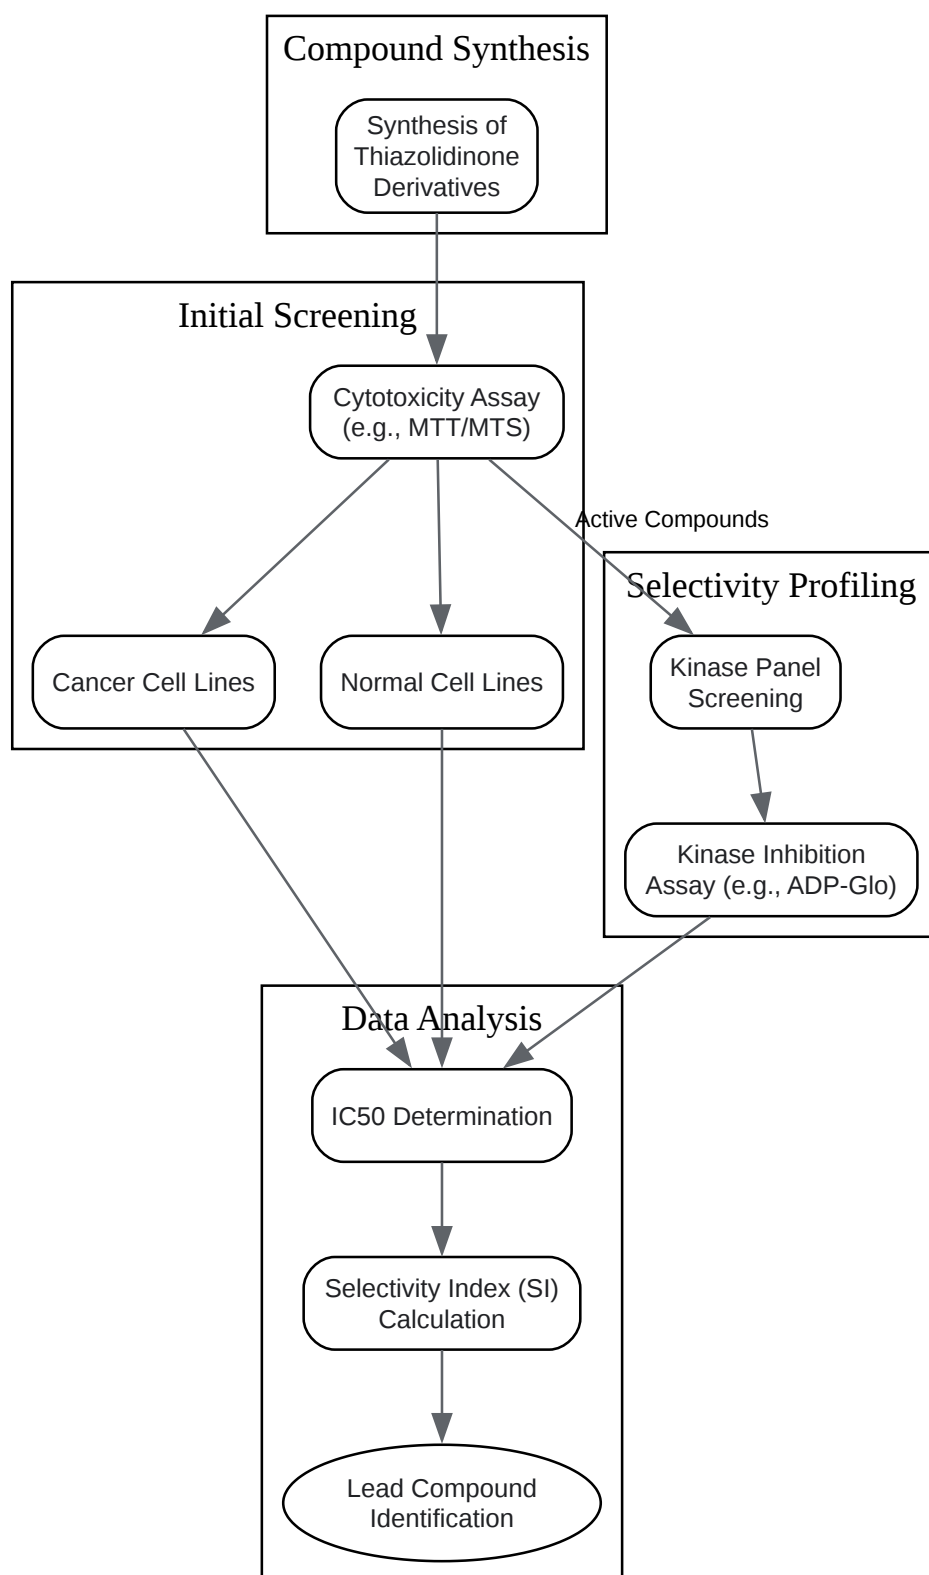 Compound Synthesis
Synthesis of
Thiazolidinone
Derivatives
Initial Screening
Cytotoxicity Assay
(e.g., MTT/MTS)
Active Compounds
Selectivity Profiling
Cancer Cell Lines
Normal Cell Lines
Kinase Panel
Screening
Kinase Inhibition
Assay (e.g., ADP-Glo)
Data Analysis
IC50 Determination
Selectivity Index (SI)
Calculation
Lead Compound
Identification